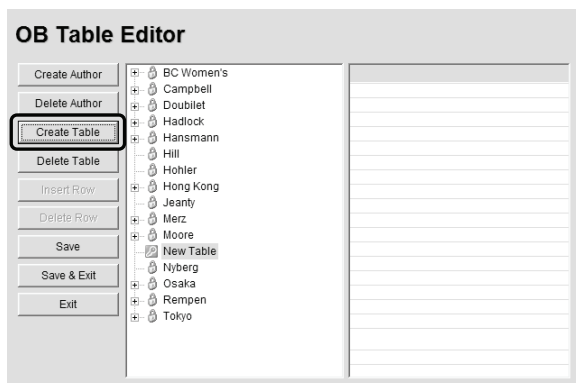 OB Table Editor
Create Author
Delete Author
Create Table
Delete Table
Insert Row
Delete Row
Save
Save & Exit
Exit
BC Women's
Campbell
Doubilet
Hadlock
Hansmann
Hill
Hohler
Hong Kong
Jeanty
Merz
Moore
New Table
Nyberg
Osaka
Rempen
Tokyo